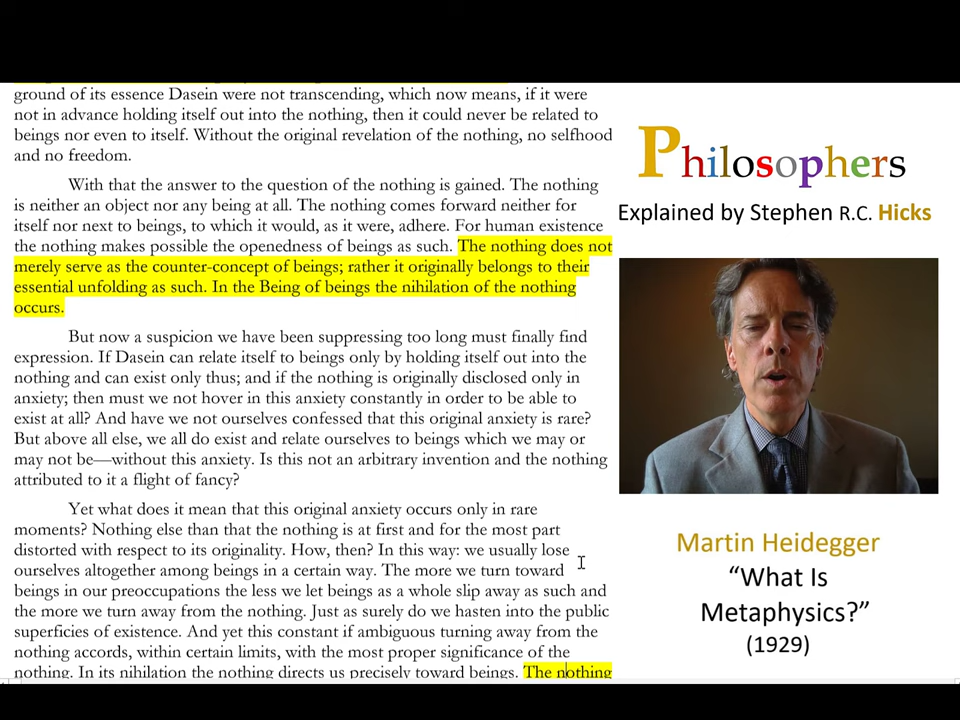 ground of its essence Dasein were not transcending, which now means, if it were
not in advance holding itself out into the nothing, then it could never be related to
beings nor even to itself. Without the original revelation of the nothing, no selfhood
and no freedom.
With that the answer to the question of the nothing is gained. The nothing
is neither an object nor any being at all. The nothing comes forward neither for
itself nor next to beings, to which it would, as it were, adhere. For human existence
the nothing makes possible the openedness of beings as such. The nothing does not
merely serve as the counter-concept of beings; rather it originally belongs to their
essential unfolding as such. In the Being of beings the nihilation of the nothing
occurs.
But now a suspicion we have been suppressing too long must finally find
expression. If Dasein can relate itself to beings only by holding itself out into the
nothing and can exist only thus; and if the nothing is originally disclosed only in
anxiety; then must we not hover in this anxiety constantly in order to be able to
exist at all? And have we not ourselves confessed that this original anxiety is rare?
But above all else, we all do exist and relate ourselves to beings which we may or
may not be—without this anxiety. Is this not an arbitrary invention and the nothing
attributed to it a flight of fancy?
Yet what does it mean that this original anxiety occurs only in rare
moments? Nothing else than that the nothing is at first and for the most part
distorted with respect to its originality. How, then? In this way: we usually lose
ourselves altogether among beings in a certain way. The more we turn toward
beings in our preoccupations the less we let beings as a whole slip away as such and
the more we turn away from the nothing. Just as surely do we hasten into the public
superficies of existence. And yet this constant if ambiguous turning away from the
nothing accords, within certain limits, with the most proper significance of the
nothing. In its nihilation the nothing directs us precisely toward beings. The nothing
Philosophers
Explained by Stephen R.C. Hicks
Martin Heidegger
“What Is
Metaphysics?”
(1929)